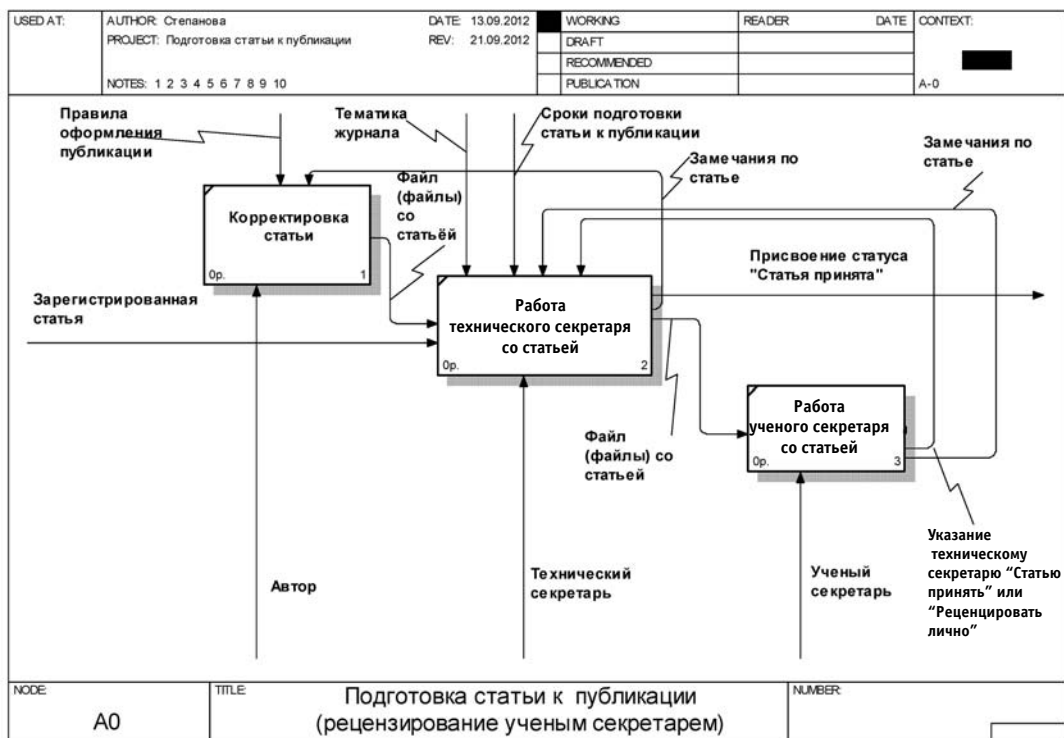 USED AT:
AUTHOR: Степанова
DATE: 13.09.2012
WORKING
READER
DATE
CONTEXT:
PROJECT: Подготовка статьи к публикации
REV: 21.09.2012
DRAFT
RECOMMENDED
NOTES: 1 2 3 4 5 6 7 8 9 10
PUBLICATION
A-0
Правила
оформления
публикации
Тематика
журнала
Сроки подготовки
статьи к публикации
Замечания по
статье
Замечания по
статье
Файл
(файлы)
со
статьёй
Корректировка
статьи
0р.
1
Присвоение статуса
"Статья принята"
Зарегистрированная
статья
Работа
технического секретаря
со статьей
0р.
2
Файл
(файлы) со
статьей
Работа
ученого секретаря
со статьей
0р.
3
Указание
техническому
секретарю “Статью
принять” или
“Реценцировать
лично”
Автор
Технический
секретарь
Ученый
секретарь
NODE:
A0
TITLE:
Подготовка статьи к публикации
(рецензирование ученым секретарем)
NUMBER: